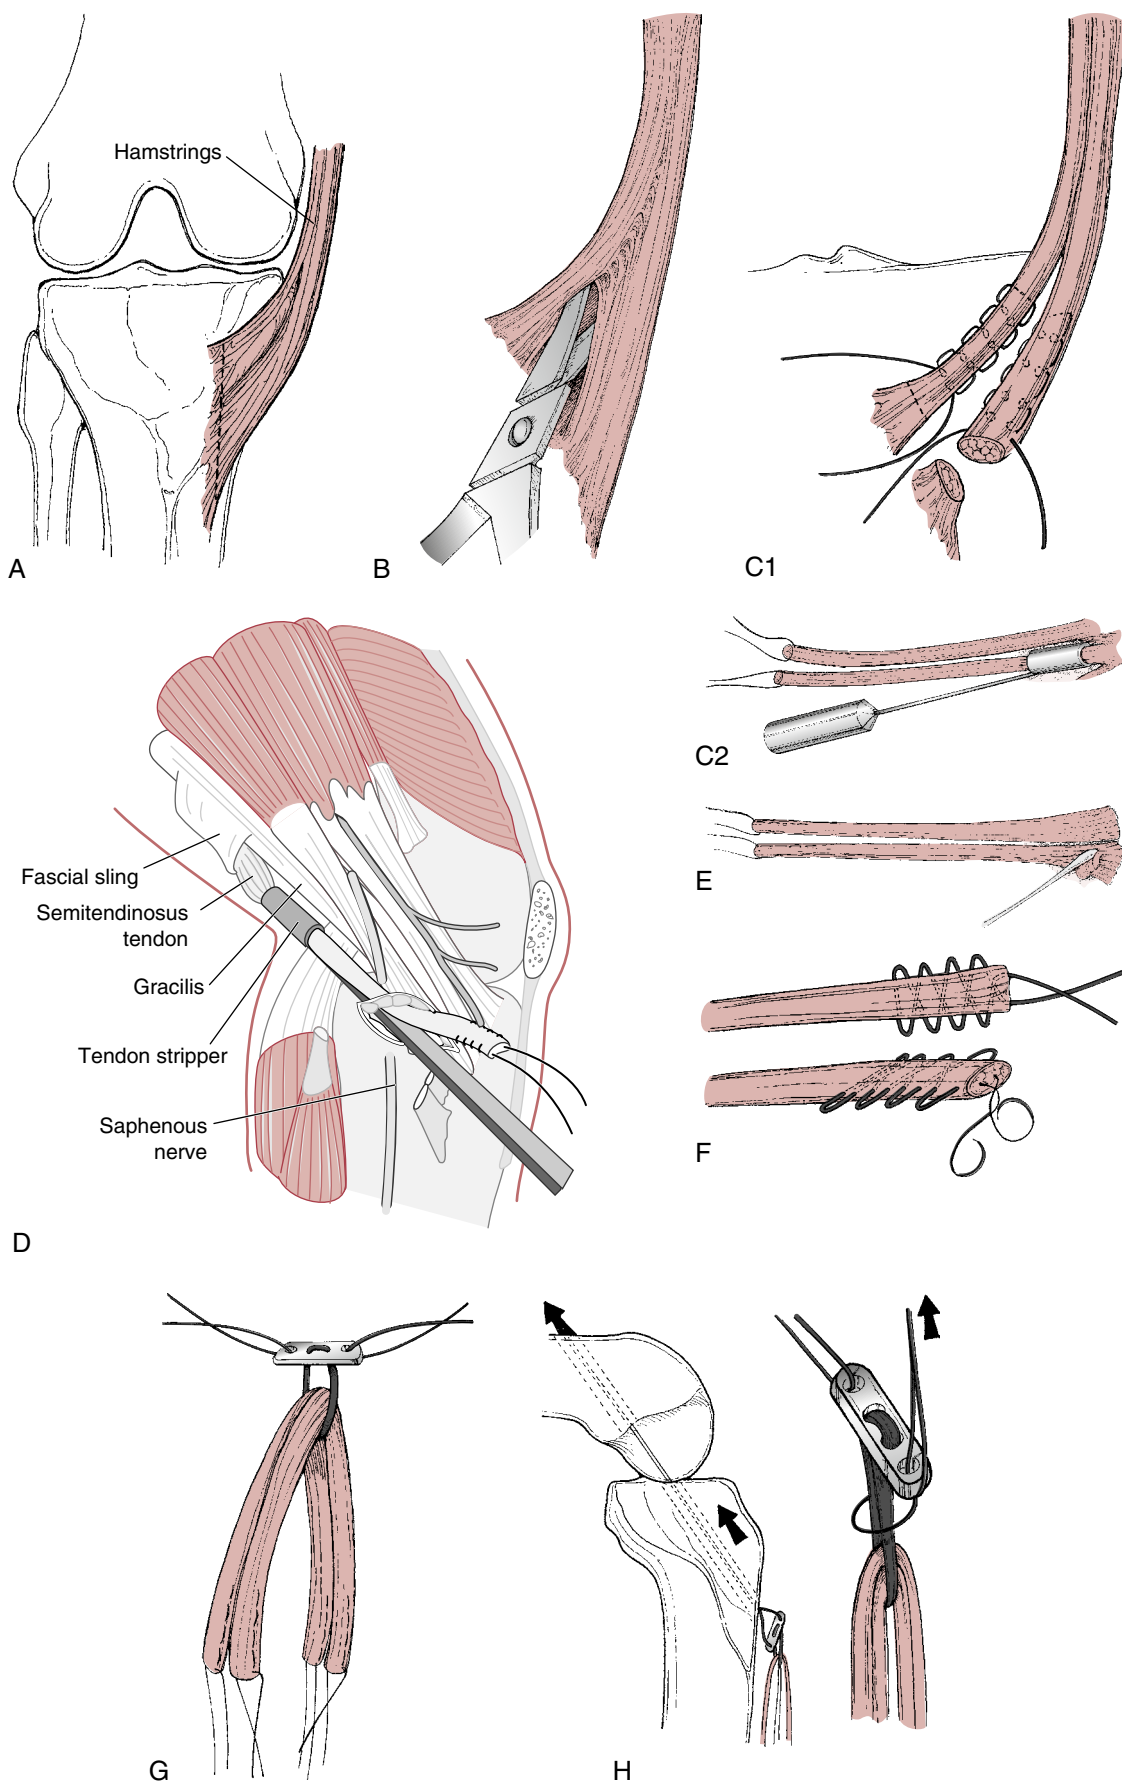 Hamstrings
A
B
C1
C2
Fascial sling
Semitendinosus
tendon
Gracilis
Tendon stripper
Saphenous
nerve
E
F
D
G
H